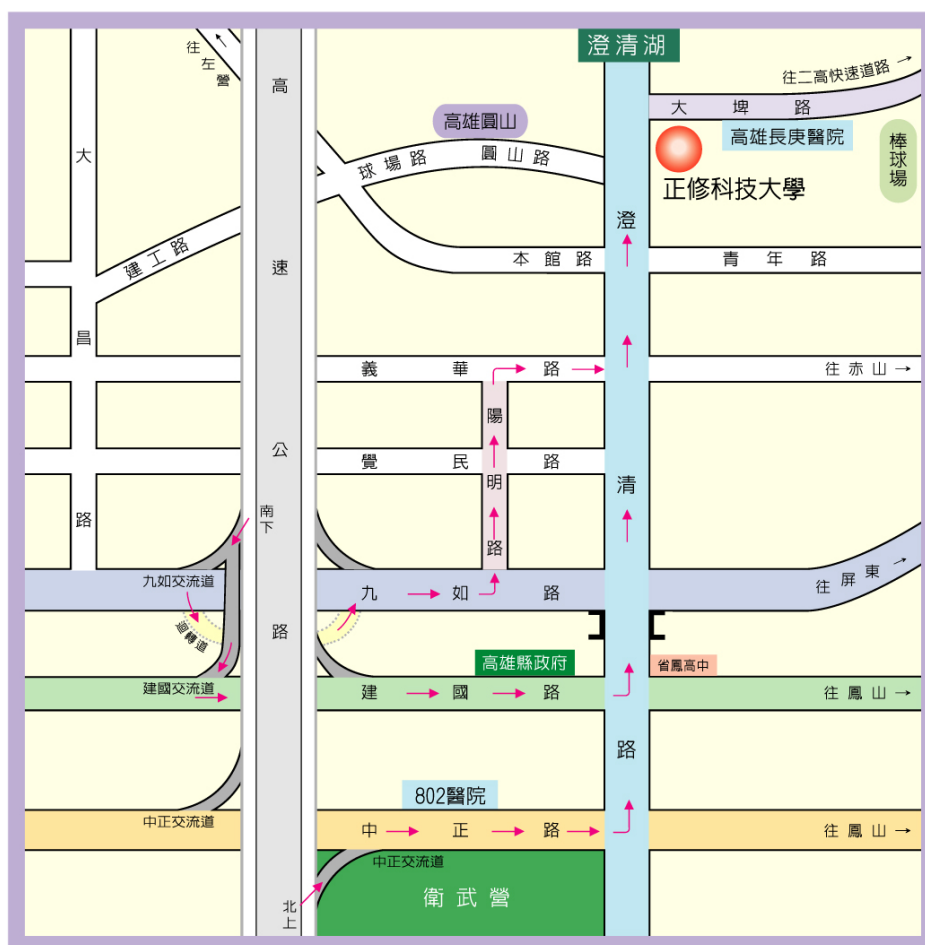 澄清湖
往左營
往二高快速道路→
高速公路
大埤路
高雄圓山
高雄長庚醫院
棒球場
大昌路
球場路
圓山路
正修科技大學
澄清路
建工路
本館路
青年路
義華路
往赤山→
陽明路
覺民路
南下
九如交流道
九如路
往屏東→
迴轉道
高雄縣政府
省鳳高中
建國交流道
建國路
往鳳山→
802醫院
中正交流道
中正路
往鳳山→
中正交流道
衛武營
北上